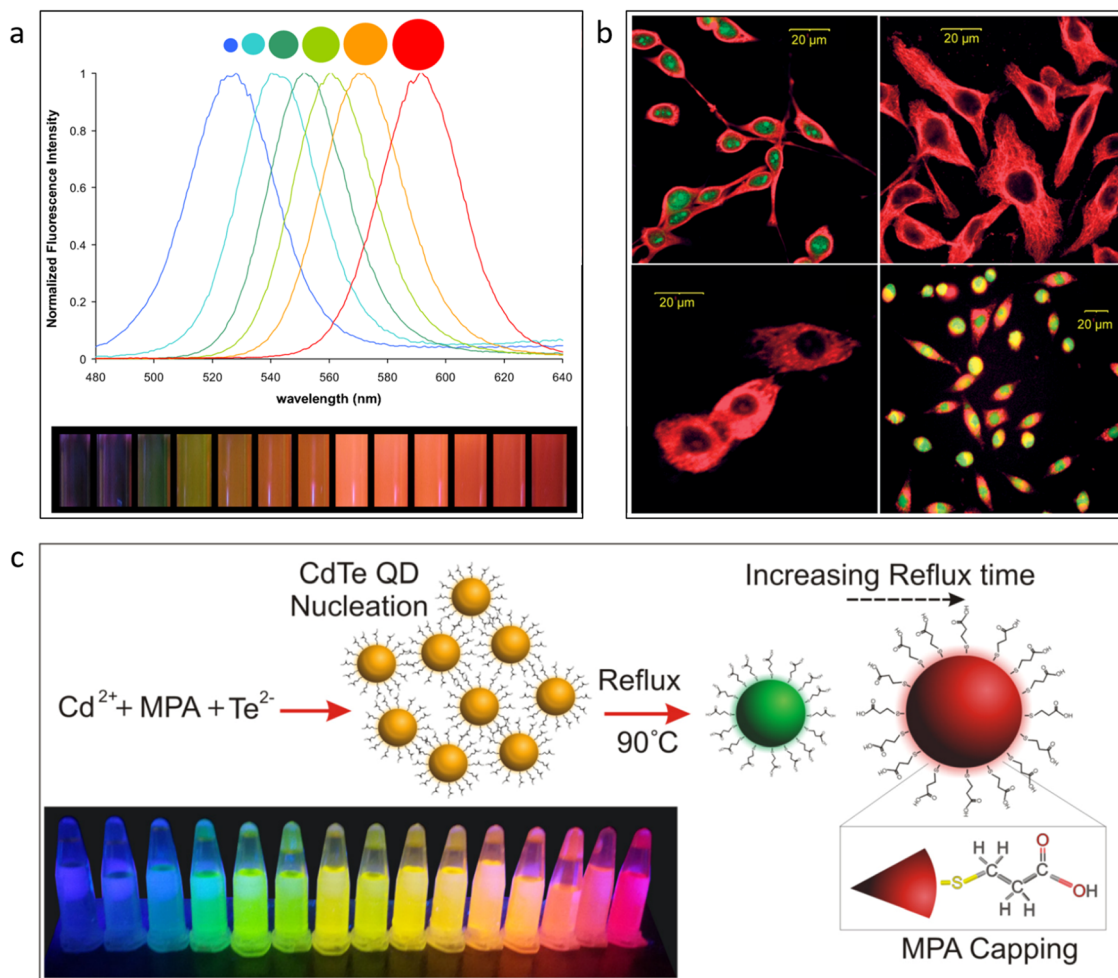 a
1
0.8
0.6
0.4
0.2
0
Normalized Fluorescence Intensity
480 500 520 540 560 580 600 620 640
wavelength (nm)
b
20 µm
20 µm
20 µm
20 µm
c
CdTe QD
Nucleation
Cd2+ + MPA + Te2-
Reflux
90°C
Increasing Reflux time
HO
OH
S
H H
C
C
C
O
OH
H H
MPA Capping